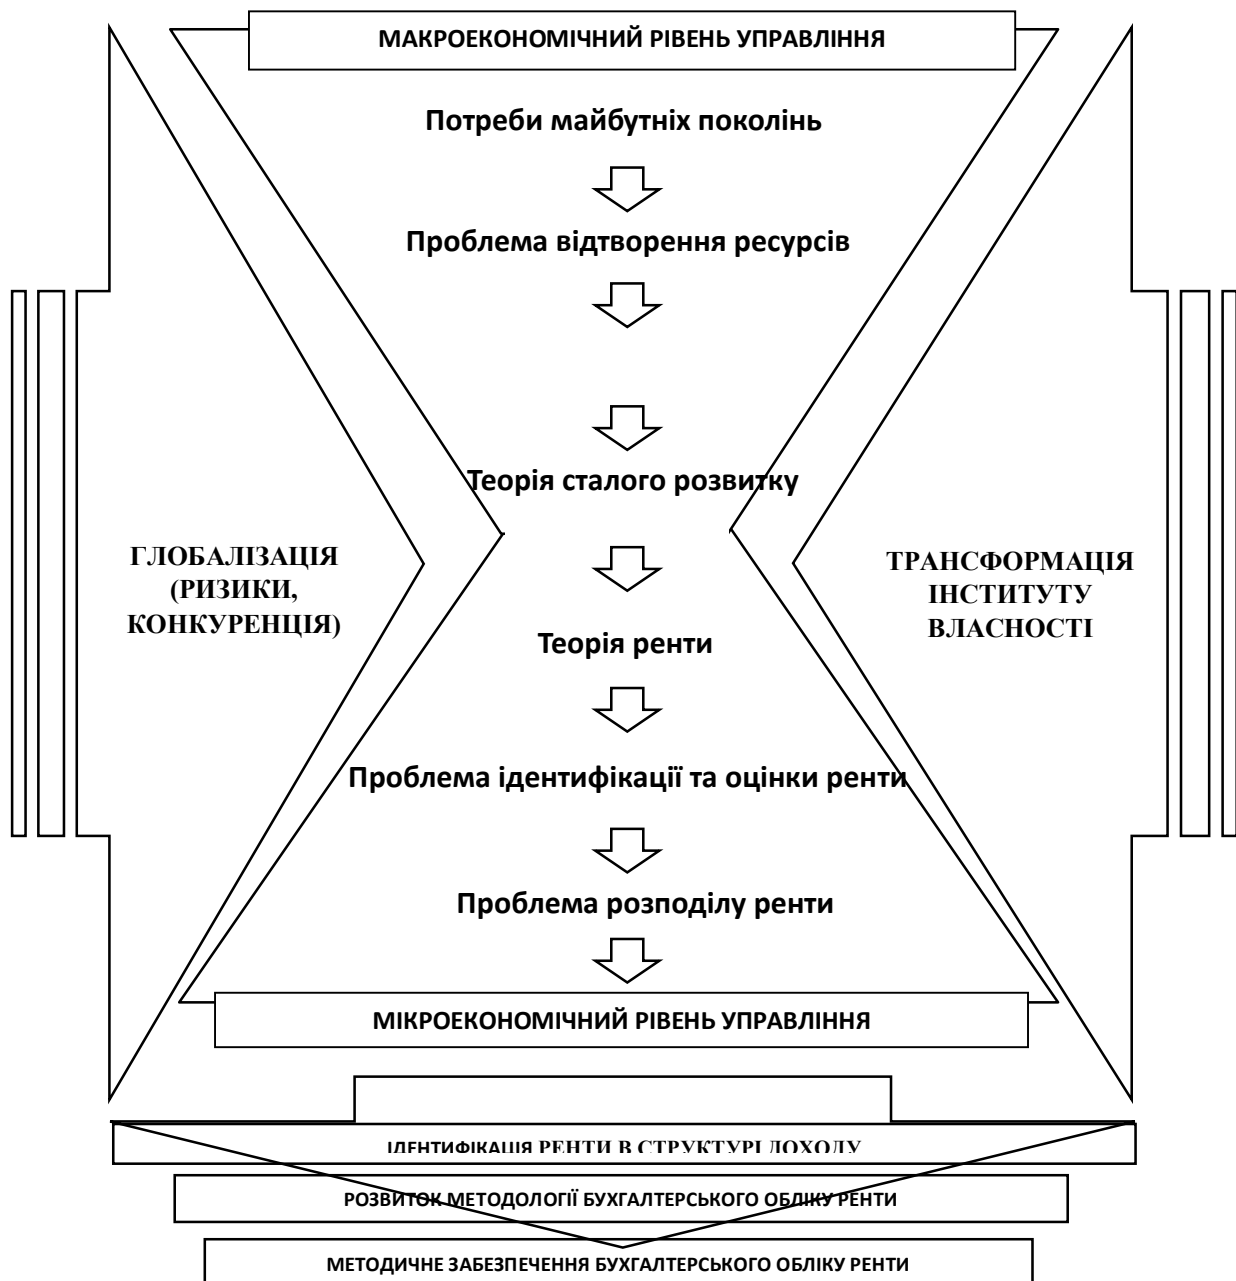 МАКРОЕКОНОМІЧНИЙ РІВЕНЬ УПРАВЛІННЯ
Потреби майбутніх поколінь
Проблема відтворення ресурсів
Теорія сталого розвитку
ГЛОБАЛІЗАЦІЯ
(РИЗИКИ,
КОНКУРЕНЦІЯ)
ТРАНСФОРМАЦІЯ
ІНСТИТУТУ
ВЛАСНОСТІ
Теорія ренти
Проблема ідентифікації та оцінки ренти
Проблема розподілу ренти
МІКРОЕКОНОМІЧНИЙ РІВЕНЬ УПРАВЛІННЯ
ІДЕНТИФІКАЦІЯ РЕНТИ В СТРУКТУРІ ДОХОДУ
РОЗВИТОК МЕТОДОЛОГІЇ БУХГАЛТЕРСЬКОГО ОБЛІКУ РЕНТИ
МЕТОДИЧНЕ ЗАБЕЗПЕЧЕННЯ БУХГАЛТЕРСЬКОГО ОБЛІКУ РЕНТИ